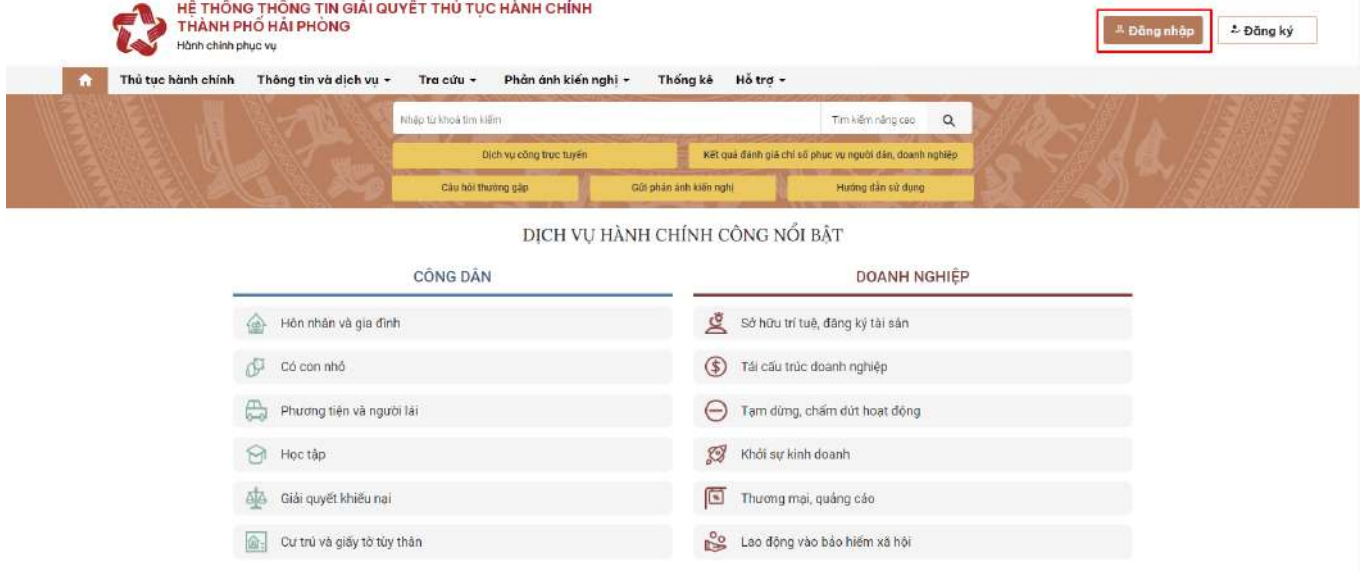 HỆ THỐNG THÔNG TIN GIẢI QUYẾT THỦ TỤC HÀNH CHÍNH
THÀNH PHỐ HẢI PHÒNG
Hành chính phục vụ
Đăng nhập
Đăng ký
Thủ tục hành chính
Thông tin và dịch vụ
Tra cứu
Phản ánh kiến nghị
Thống kê
Hỗ trợ
Nhập từ khoá tìm kiếm
Tìm kiếm nâng cao
Dịch vụ công trực tuyến
Kết quả đánh giá chỉ số phục vụ người dân, doanh nghiệp
Câu hỏi thường gặp
Gửi phản ánh kiến nghị
Hướng dẫn sử dụng
DỊCH VỤ HÀNH CHÍNH CÔNG NỔI BẬT
CÔNG DÂN
Hôn nhân và gia đình
Có con nhỏ
Phương tiện và người lái
Học tập
Giải quyết khiếu nại
Cư trú và giấy tờ tùy thân
DOANH NGHIỆP
Sở hữu trí tuệ, đăng ký tài sản
Tái cấu trúc doanh nghiệp
Tạm dừng, chấm dứt hoạt động
Khởi sự kinh doanh
Thương mại, quảng cáo
Lao động vào bảo hiểm xã hội